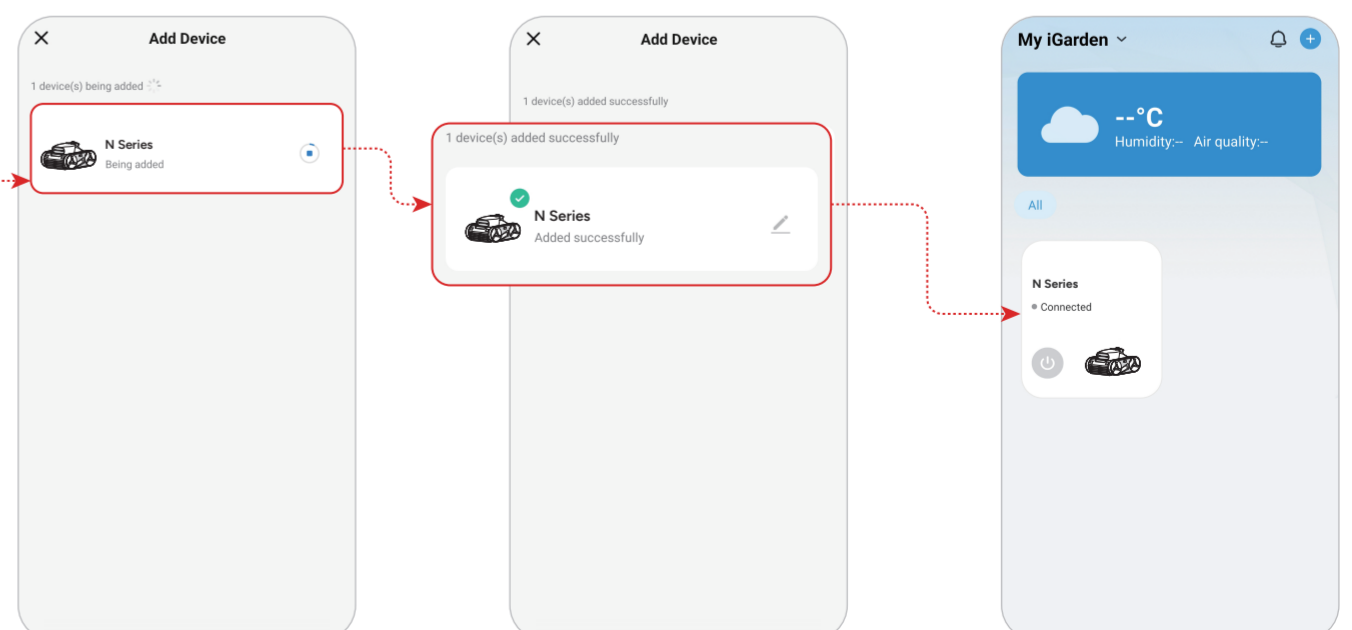 Add Device
1 device(s) being added
N Series
Being added
Add Device
1 device(s) added successfully
1 device(s) added successfully
N Series
Added successfully
My iGarden
--°C
Humidity:-- Air quality:--
All
N Series
Connected